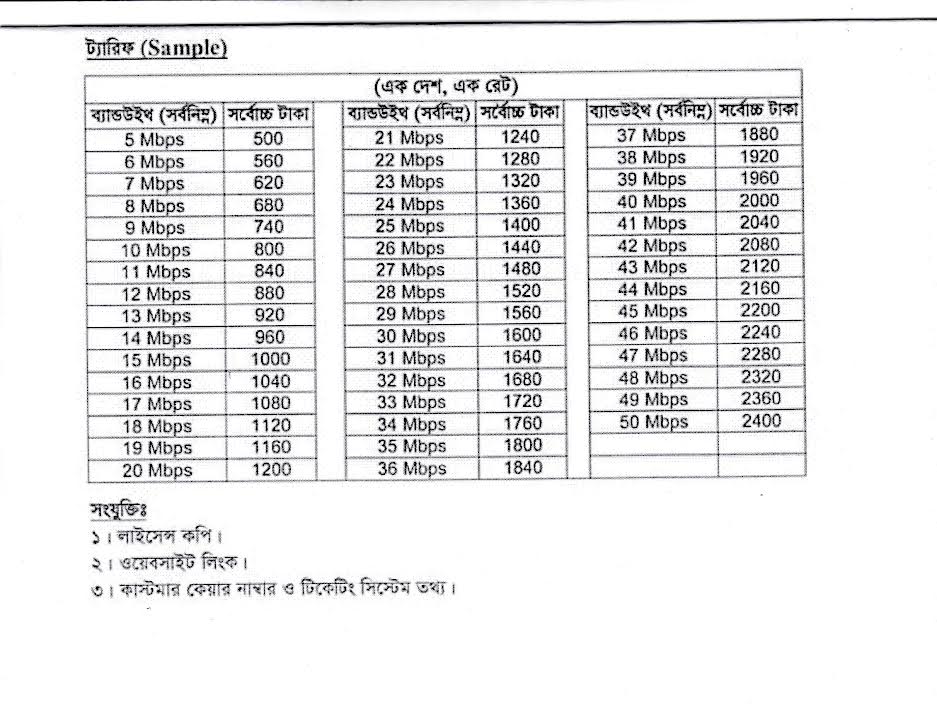 ট্যারিফ (Sample)
(এক দেশ, এক রেট)
ব্যান্ডউইথ (সর্বনিম্ন) সর্বোচ্চ টাকা ব্যান্ডউইথ (সর্বনিম্ন) সর্বোচ্চ টাকা ব্যান্ডউইথ (সর্বনিম্ন) সর্বোচ্চ টাকা
5 Mbps 500 21 Mbps 1240 37 Mbps 1880
6 Mbps 560 22 Mbps 1280 38 Mbps 1920
7 Mbps 620 23 Mbps 1320 39 Mbps 1960
8 Mbps 680 24 Mbps 1360 40 Mbps 2000
9 Mbps 740 25 Mbps 1400 41 Mbps 2040
10 Mbps 800 26 Mbps 1440 42 Mbps 2080
11 Mbps 840 27 Mbps 1480 43 Mbps 2120
12 Mbps 880 28 Mbps 1520 44 Mbps 2160
13 Mbps 920 29 Mbps 1560 45 Mbps 2200
14 Mbps 960 30 Mbps 1600 46 Mbps 2240
15 Mbps 1000 31 Mbps 1640 47 Mbps 2280
16 Mbps 1040 32 Mbps 1680 48 Mbps 2320
17 Mbps 1080 33 Mbps 1720 49 Mbps 2360
18 Mbps 1120 34 Mbps 1760 50 Mbps 2400
19 Mbps 1160 35 Mbps 1800
20 Mbps 1200 36 Mbps 1840
সংযুক্তিঃ
১। লাইসেন্স কপি।
২। ওয়েবসাইট লিংক।
৩। কাস্টমার কেয়ার নাম্বার ও টিকেটিং সিস্টেম তথ্য।